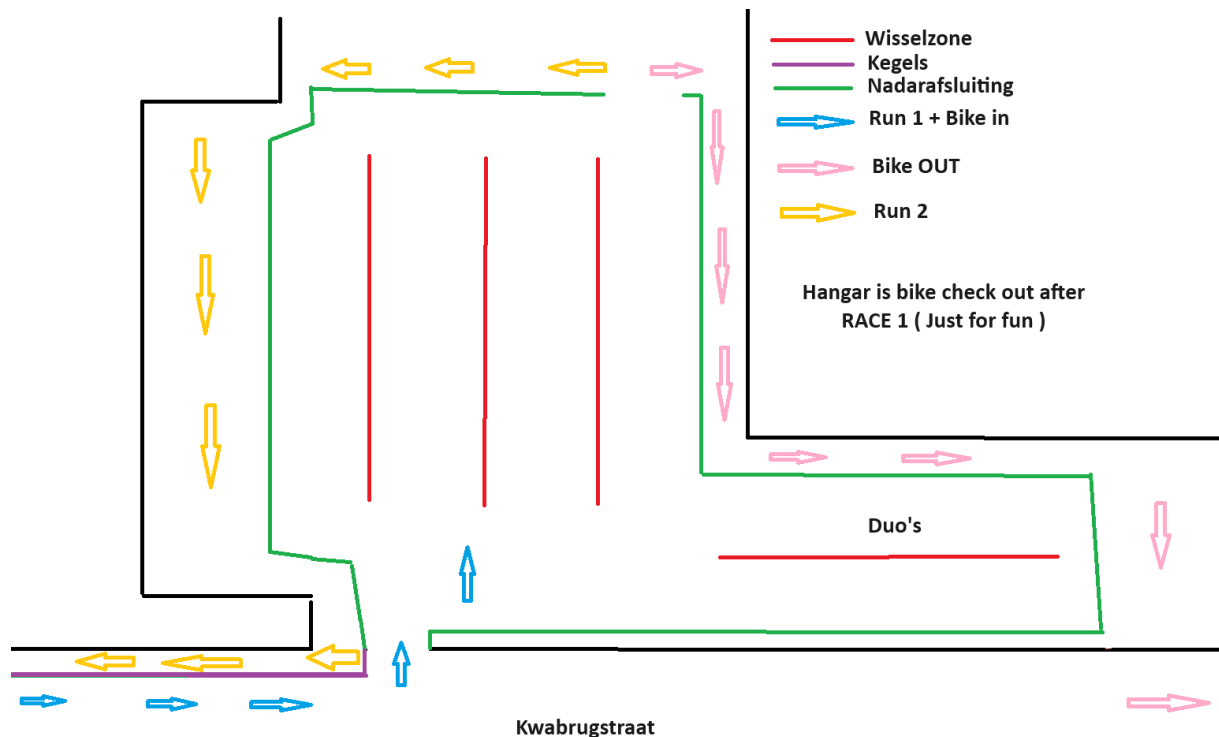 Wisselzone
Kegels
Nadarafsluiting
Run 1 + Bike in
Bike OUT
Run 2
Hangar is bike check out after
RACE 1 ( Just for fun )
Duo's
Kwabrugstraat